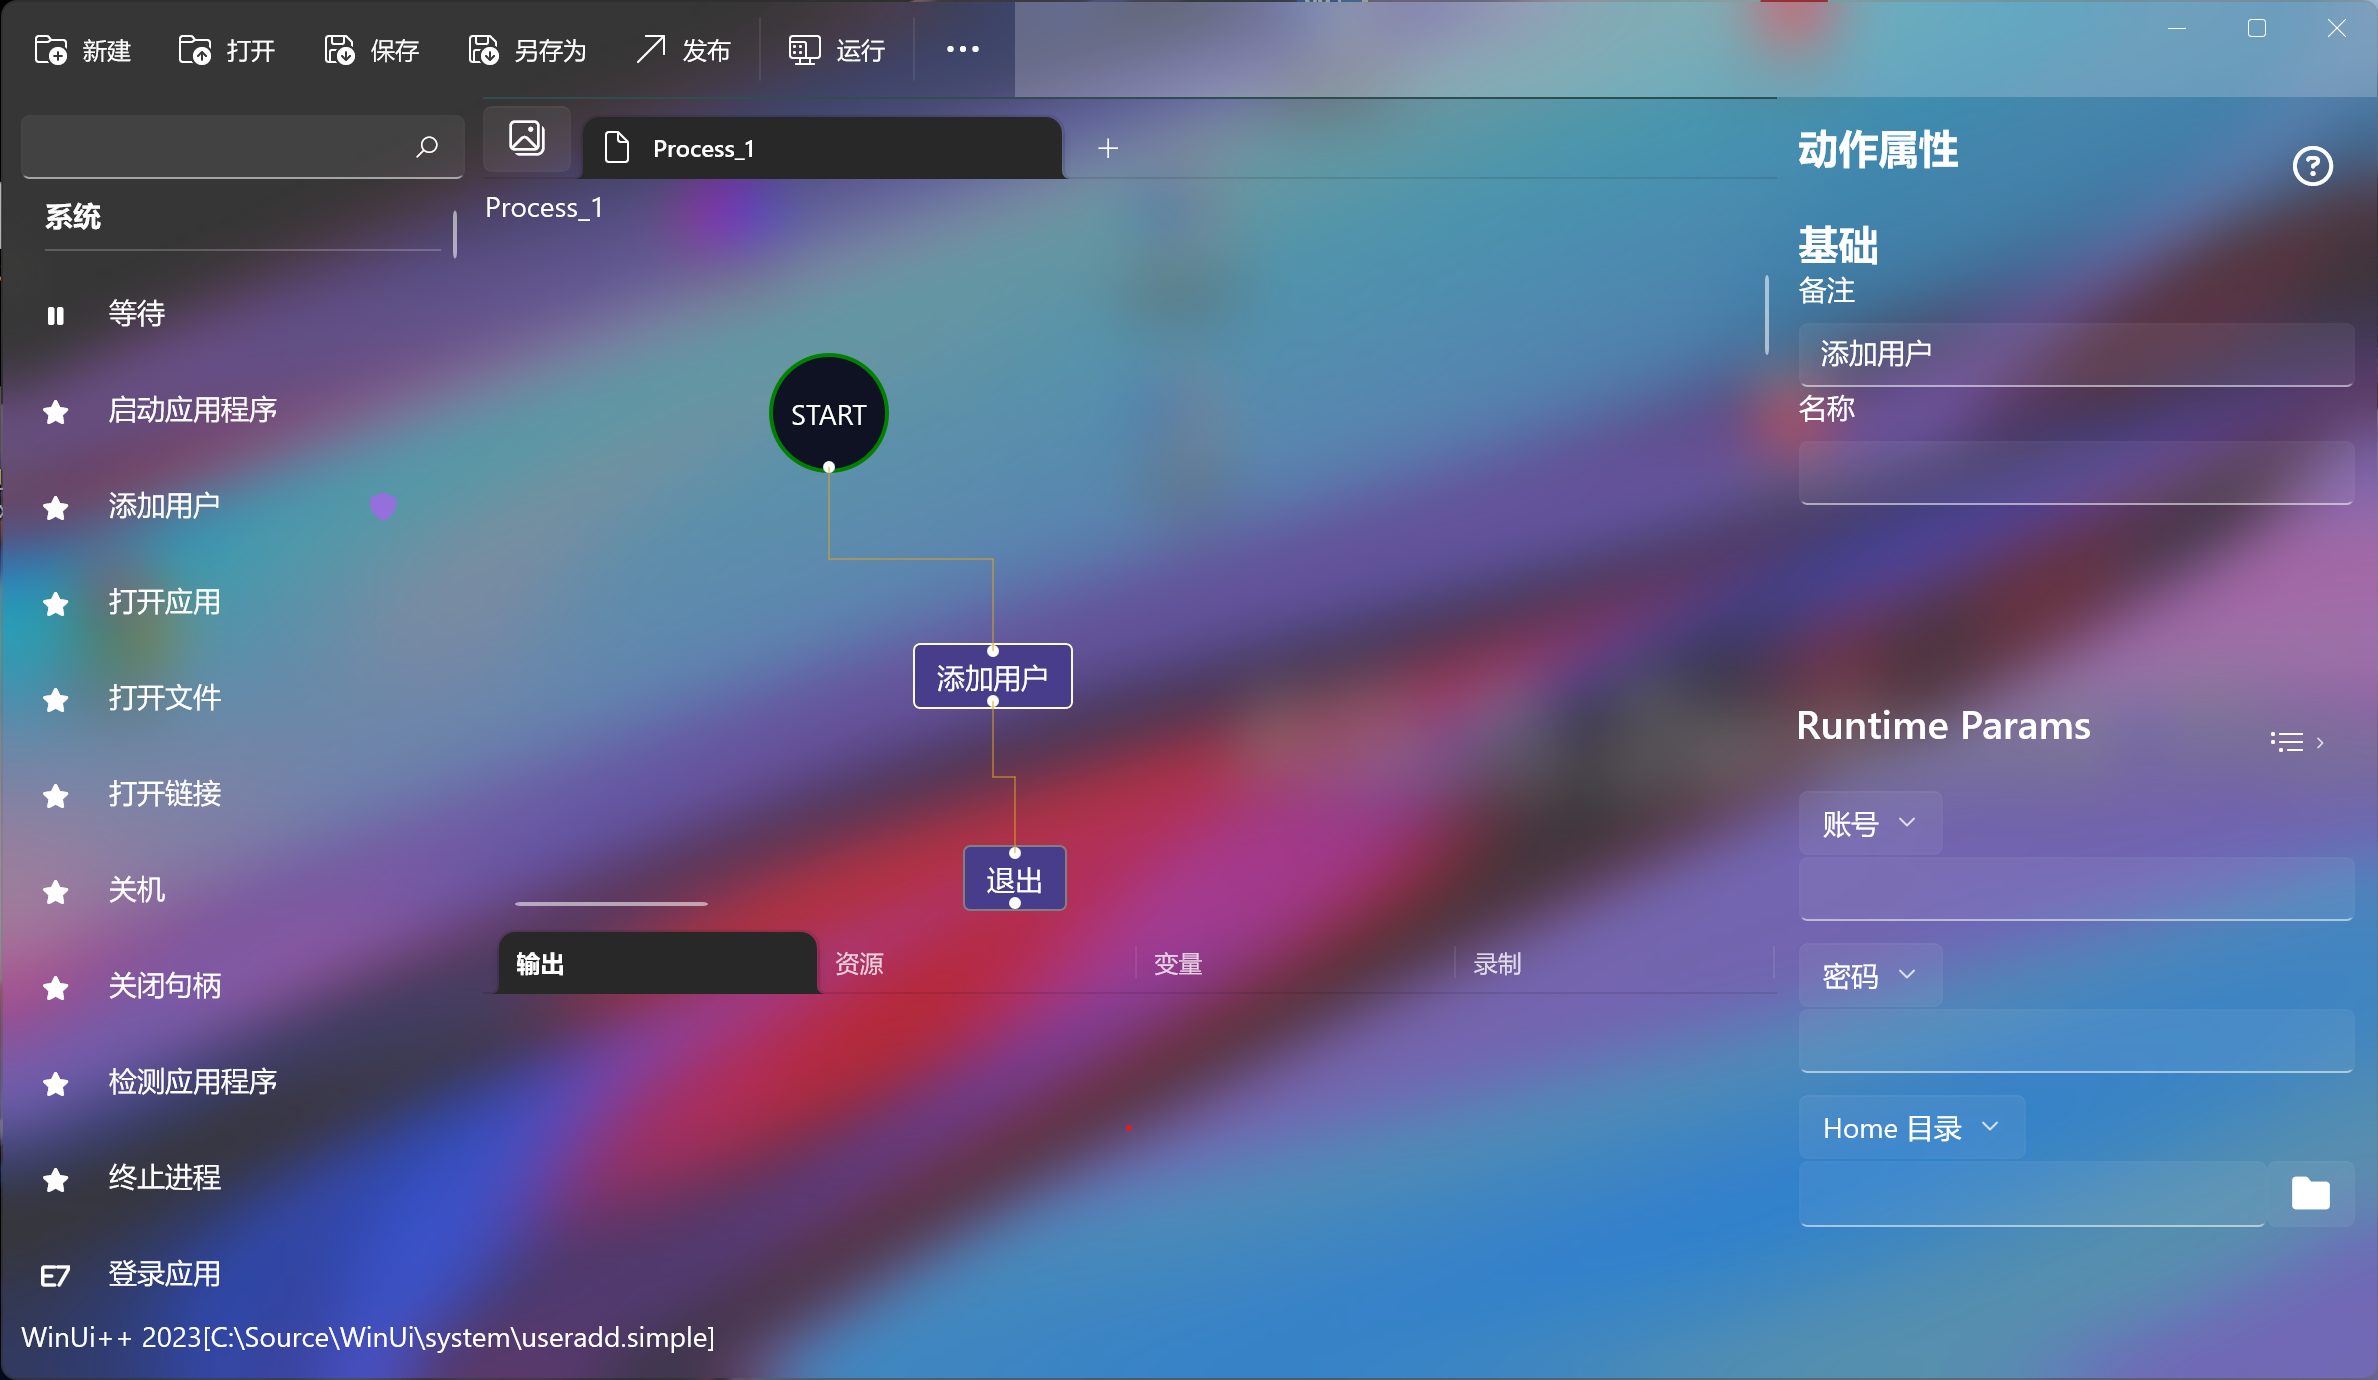 新建 打开 保存 另存为 发布 运行
Process_1
Process_1
系统
等待
启动应用程序
添加用户
打开应用
打开文件
打开链接
关机
关闭句柄
检测应用程序
终止进程
登录应用
START
添加用户
退出
输出 资源 变量 录制
动作属性
基础
备注
添加用户
名称
Runtime Params
账号
密码
Home 目录
WinUi++ 2023[C:\Source\WinUi\system\useradd.simple]